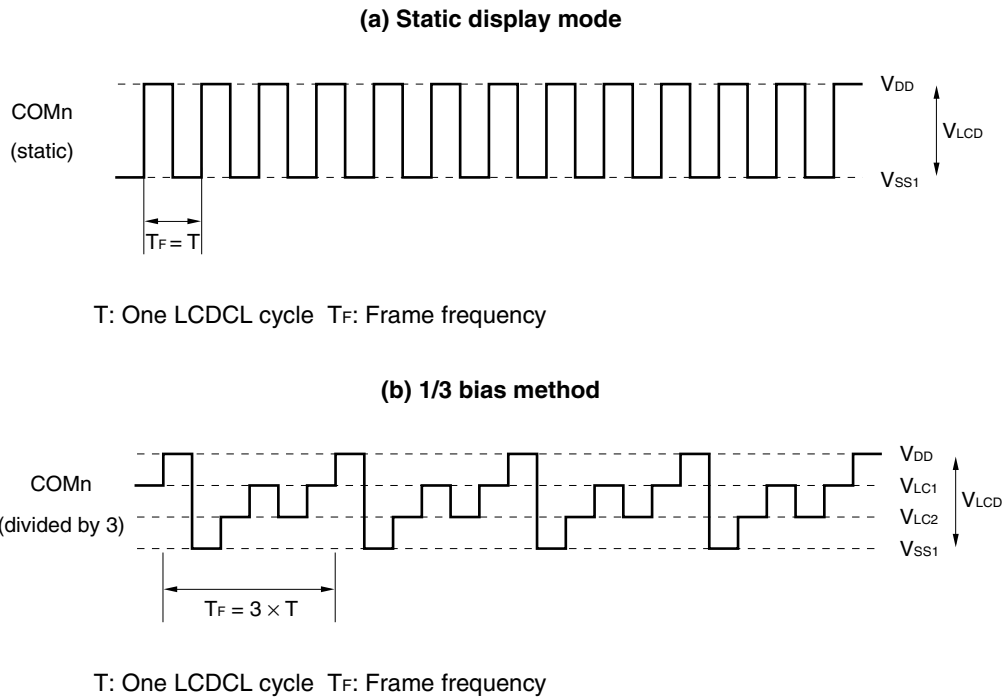 (a) Static display mode
VDD
COMn
VLCD
(static)
VSS1
TF = T
T: One LCDCL cycle TF: Frame frequency
(b) 1/3 bias method
VDD
COMn
VLC1
VLCD
(divided by 3)
VLC2
VSS1
TF = 3 × T
T: One LCDCL cycle TF: Frame frequency